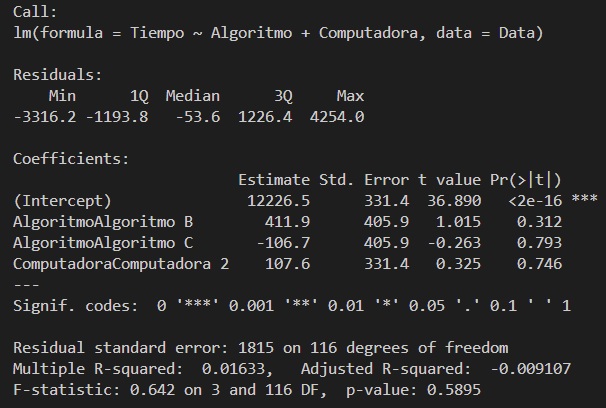 Call:
lm(formula = Tiempo ~ Algoritmo + Computadora, data = Data)
Residuals:
    Min      1Q  Median      3Q     Max
-3316.2 -1193.8   -53.6  1226.4  4254.0
Coefficients:
                         Estimate Std. Error t value Pr(>|t|)
(Intercept)               12226.5      331.4  36.890   <2e-16 ***
AlgoritmoAlgoritmo B        411.9      405.9   1.015    0.312
AlgoritmoAlgoritmo C       -106.7      405.9  -0.263    0.793
ComputadoraComputadora 2    107.6      331.4   0.325    0.746
---
Signif. codes:  0 '***' 0.001 '**' 0.01 '*' 0.05 '.' 0.1 ' ' 1
Residual standard error: 1815 on 116 degrees of freedom
Multiple R-squared:  0.01633,	Adjusted R-squared:  -0.009107
F-statistic: 0.642 on 3 and 116 DF,  p-value: 0.5895